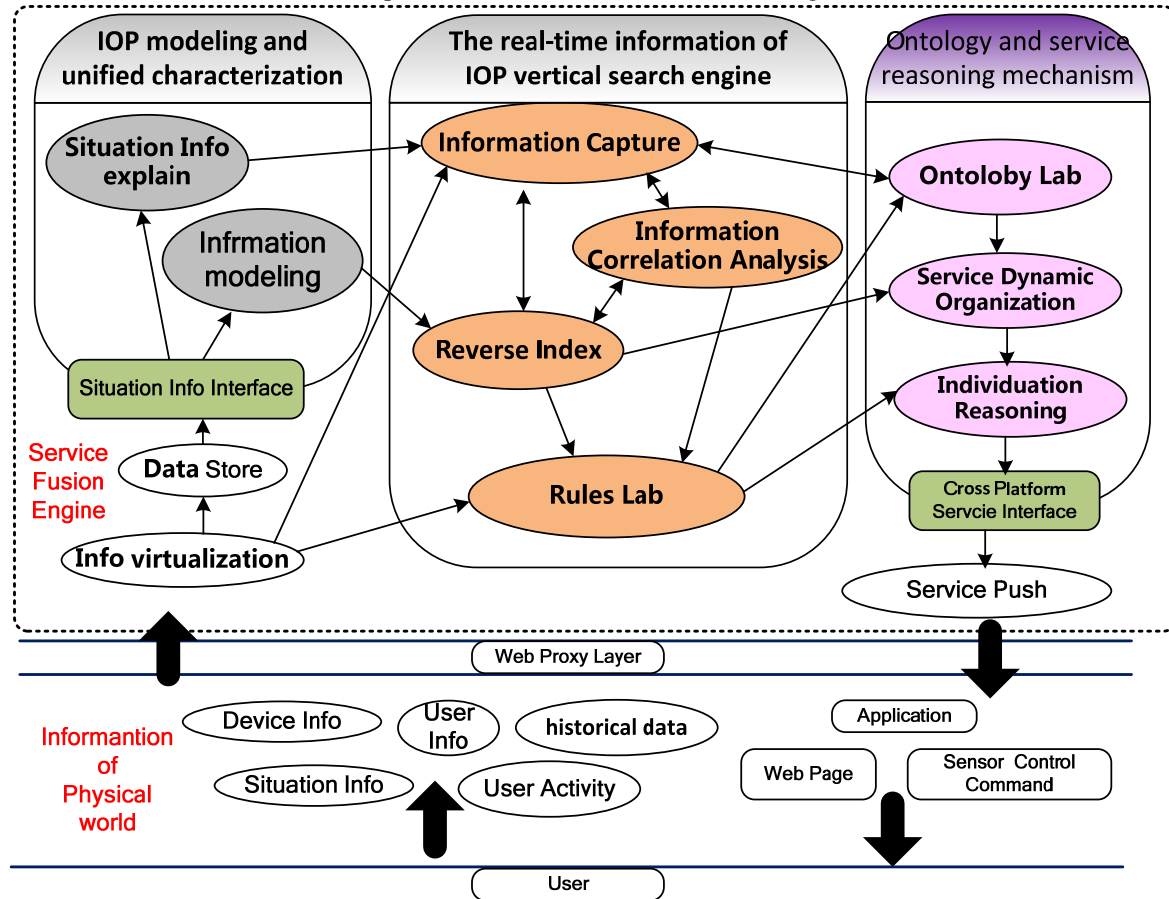 IOP modeling and
unified characterization
The real-time information of
IOP vertical search engine
Ontology and service
reasoning mechanism
Situation Info
explain
Infrmation
modeling
Situation Info Interface
Data Store
Info virtualization
Service
Fusion
Engine
Information Capture
Information
Correlation Analysis
Reverse Index
Rules Lab
Ontoloby Lab
Service Dynamic
Organization
Individuation
Reasoning
Cross Platform
Servcie Interface
Service Push
Web Proxy Layer
Informantion
of
Physical
world
Device Info
User
Info
historical data
Situation Info
User Activity
Application
Web Page
Sensor Control
Command
User